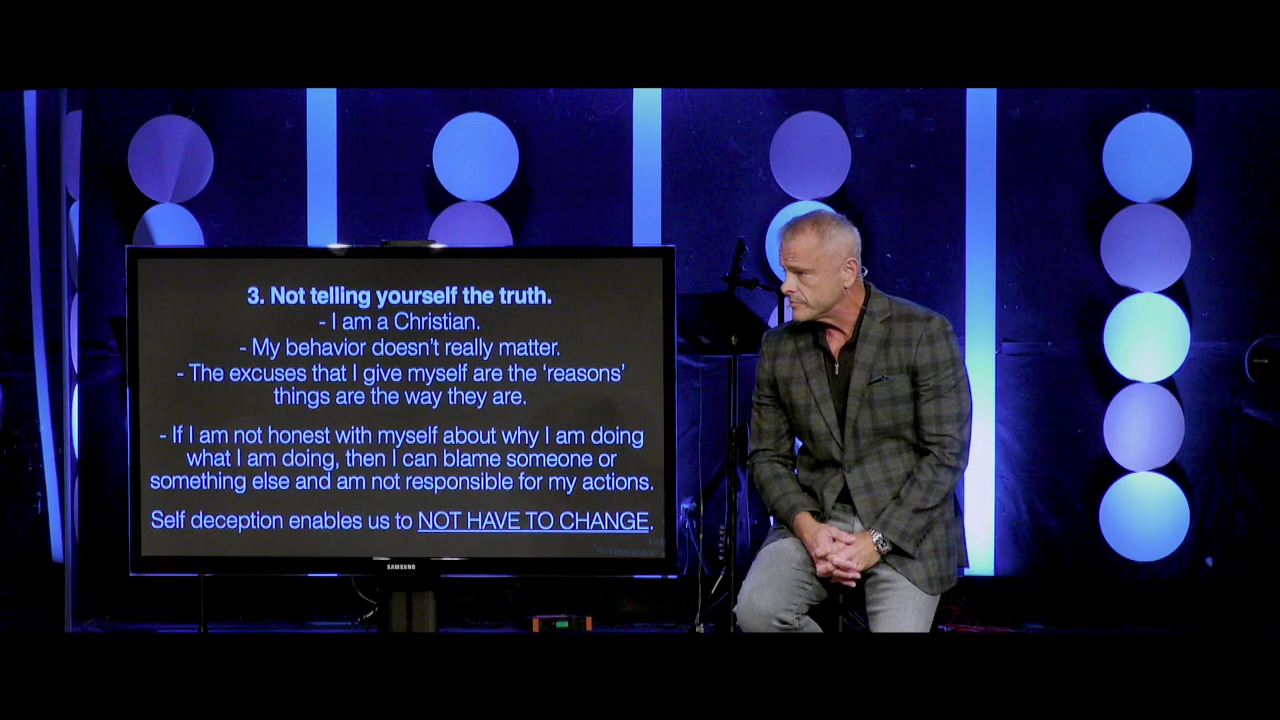 3. Not telling yourself the truth.
- I am a Christian.
- My behavior doesn't really matter.
- The excuses that I give myself are the ‘reasons’
things are the way they are.
- If I am not honest with myself about why I am doing
what I am doing, then I can blame someone or
something else and am not responsible for my actions.
Self deception enables us to NOT HAVE TO CHANGE.
SAMSUNG